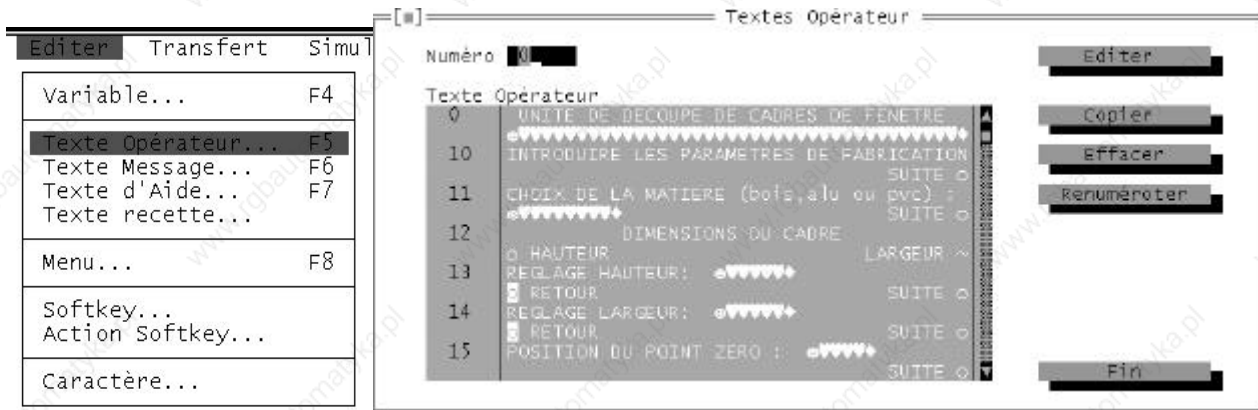 Editer Transfert Simul
Variable... F4
Texte Opérateur... F5
Texte Message... F6
Texte d'Aide... F7
Texte recette...
Menu... F8
Softkey...
Action Softkey...
Caractère...
Textes Opérateur
Numéro 0
Texte Opérateur
0 UNITE DE DECOUPE DE CADRES DE FENETRE
10 INTRODUIRE LES PARAMETRES DE FABRICATION
SUITE
11 CHOIX DE LA MATIERE (bois,alu ou pvc) :
SUITE
12 DIMENSIONS DU CADRE
HAUTEUR LARGEUR ~
13 REGLAGE HAUTEUR:
RETOUR SUITE
14 REGLAGE LARGEUR:
RETOUR SUITE
15 POSITION DU POINT ZERO :
SUITE
Editer
Copier
Effacer
Renuméroter
Fin